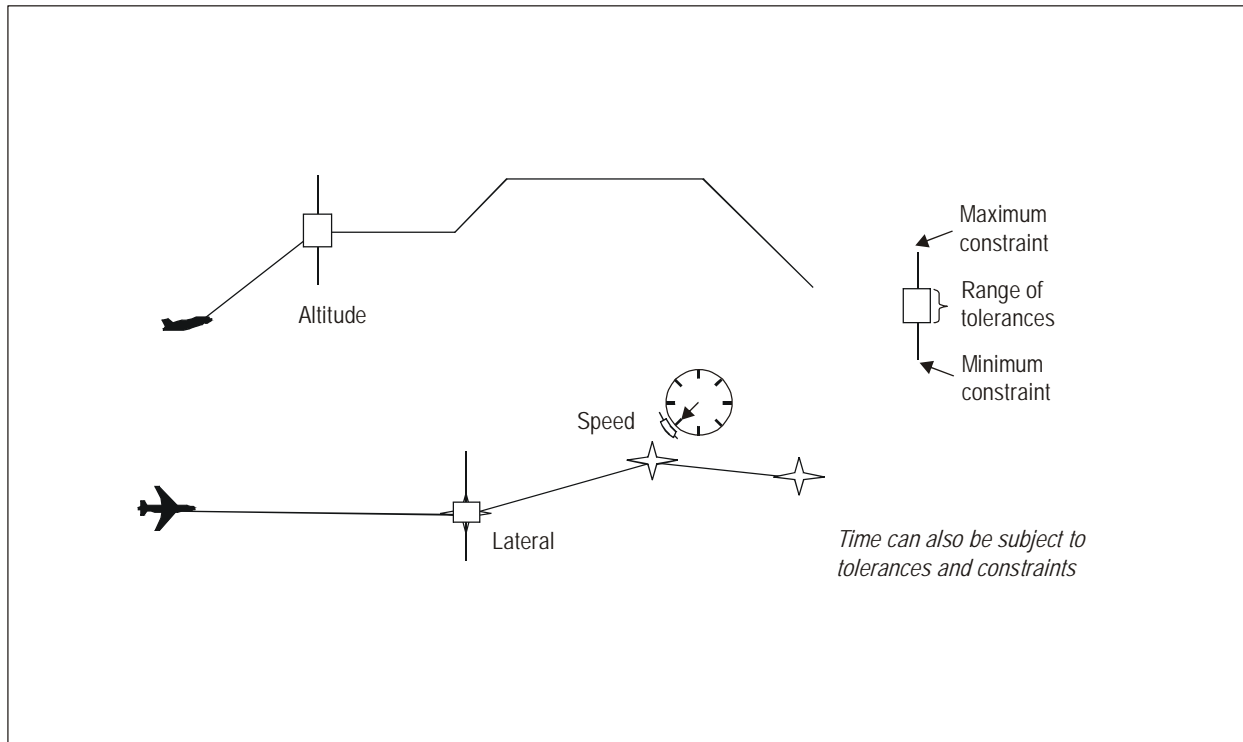 Maximum
constraint
Range of
tolerances
Altitude
Minimum
constraint
Speed
Lateral
Time can also be subject to
tolerances and constraints